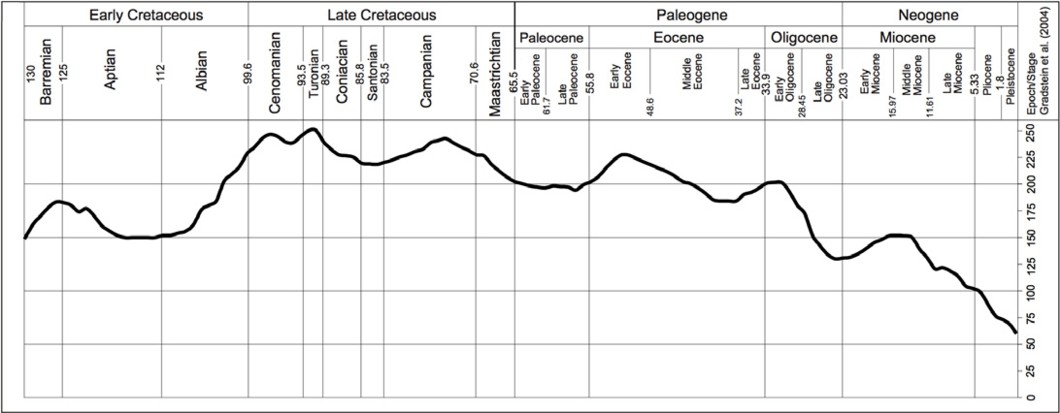 Early Cretaceous
Late Cretaceous
Paleogene
Neogene
Paleocene
Eocene
Oligocene
Miocene
130
Barremian
125
Aptian
112
Albian
99.6
Cenomanian
93.5
Turonian
89.3
Coniacian
85.8
Santonian
83.5
Campanian
70.6
Maastrichtian
65.5
Early
Paleocene
61.7
Late
Paleocene
55.8
Early
Eocene
48.6
Middle
Eocene
37.2
Late
Eocene
33.9
Early
Oligocene
28.45
Late
Oligocene
23.03
Early
Miocene
15.97
Middle
Miocene
11.61
Late
Miocene
5.33
Pliocene
1.8
Pleistocene
Epoch/Stage
Gradstein et al. (2004)
250
225
200
175
150
125
100
75
50
25
0